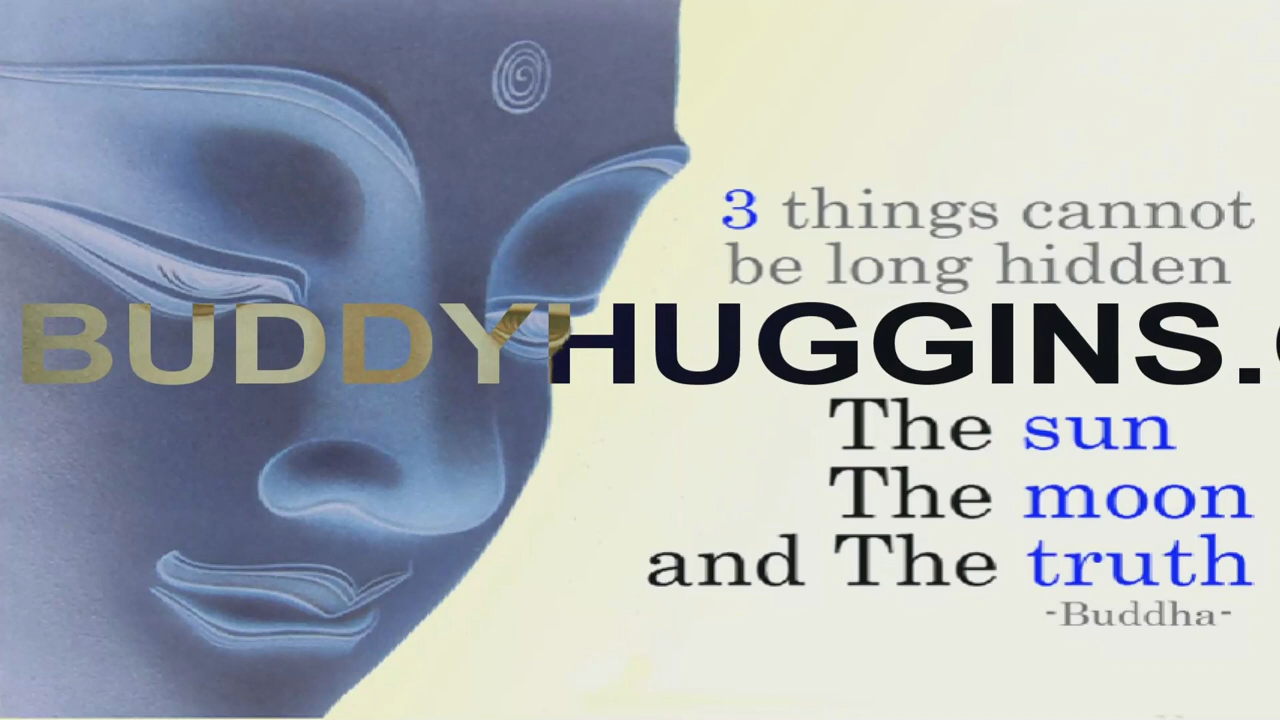 3 things cannot
be long hidden
BUDDYHUGGINS.
The sun
The moon
and The truth
-Buddha-